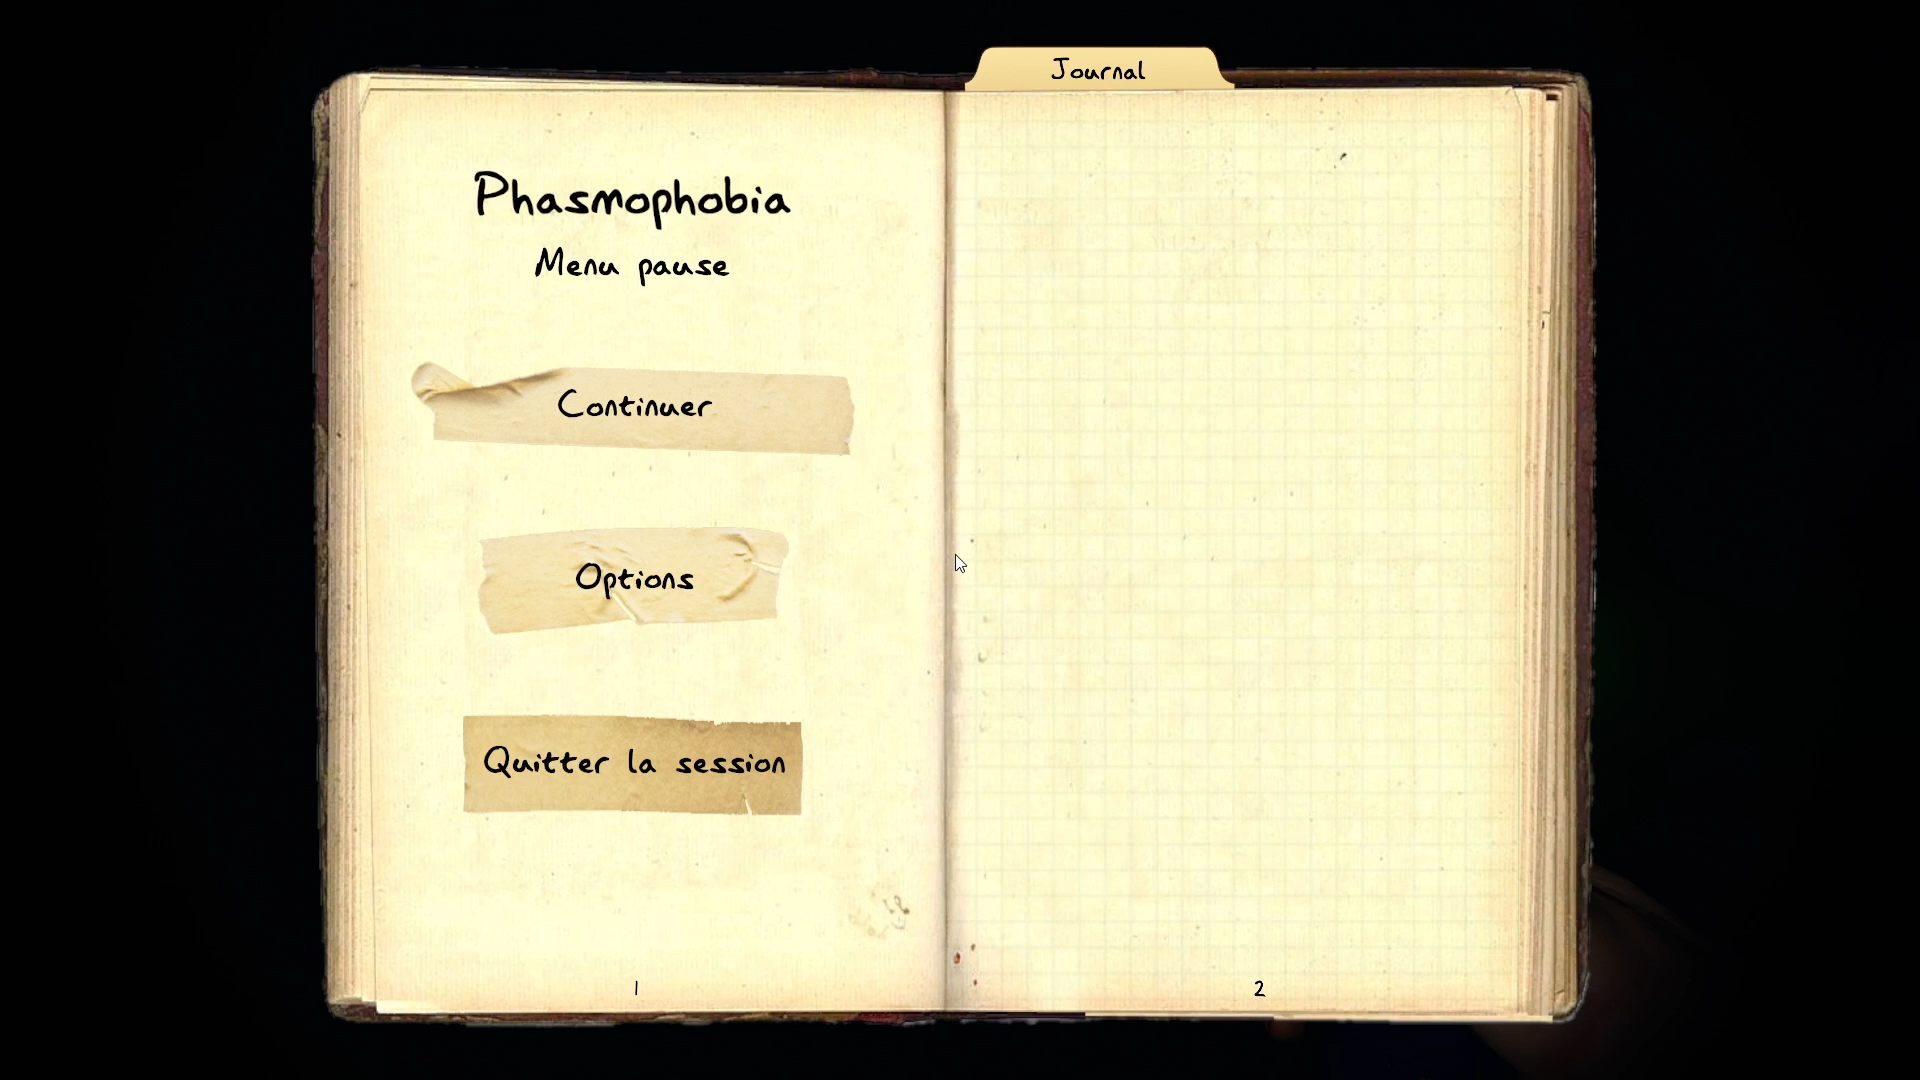 Journal
Phasmophobia
Menu pause
Continuer
Options
Quitter la session
1
2